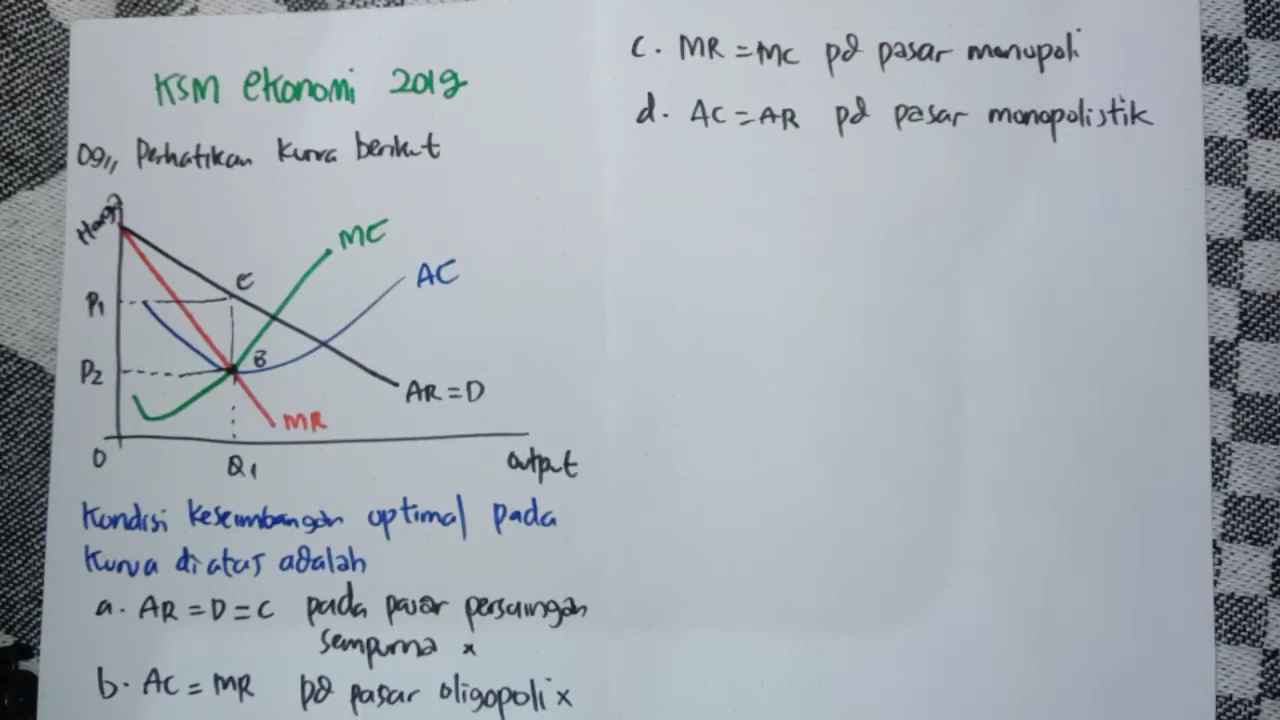 KSM ekonomi 2019
09,, Perhatikan kurva berikut
Harga
MC
AC
C
P1
P2
B
AR = D
MR
0
Q1
output
Kondisi keseimbangan optimal pada
kurva diatas adalah
a. AR = D = C pada pasar persaingan
sempurna x
b. AC = MR pd pasar oligopoli x
c. MR = MC pd pasar monopoli
d. AC = AR pd pasar monopolistik